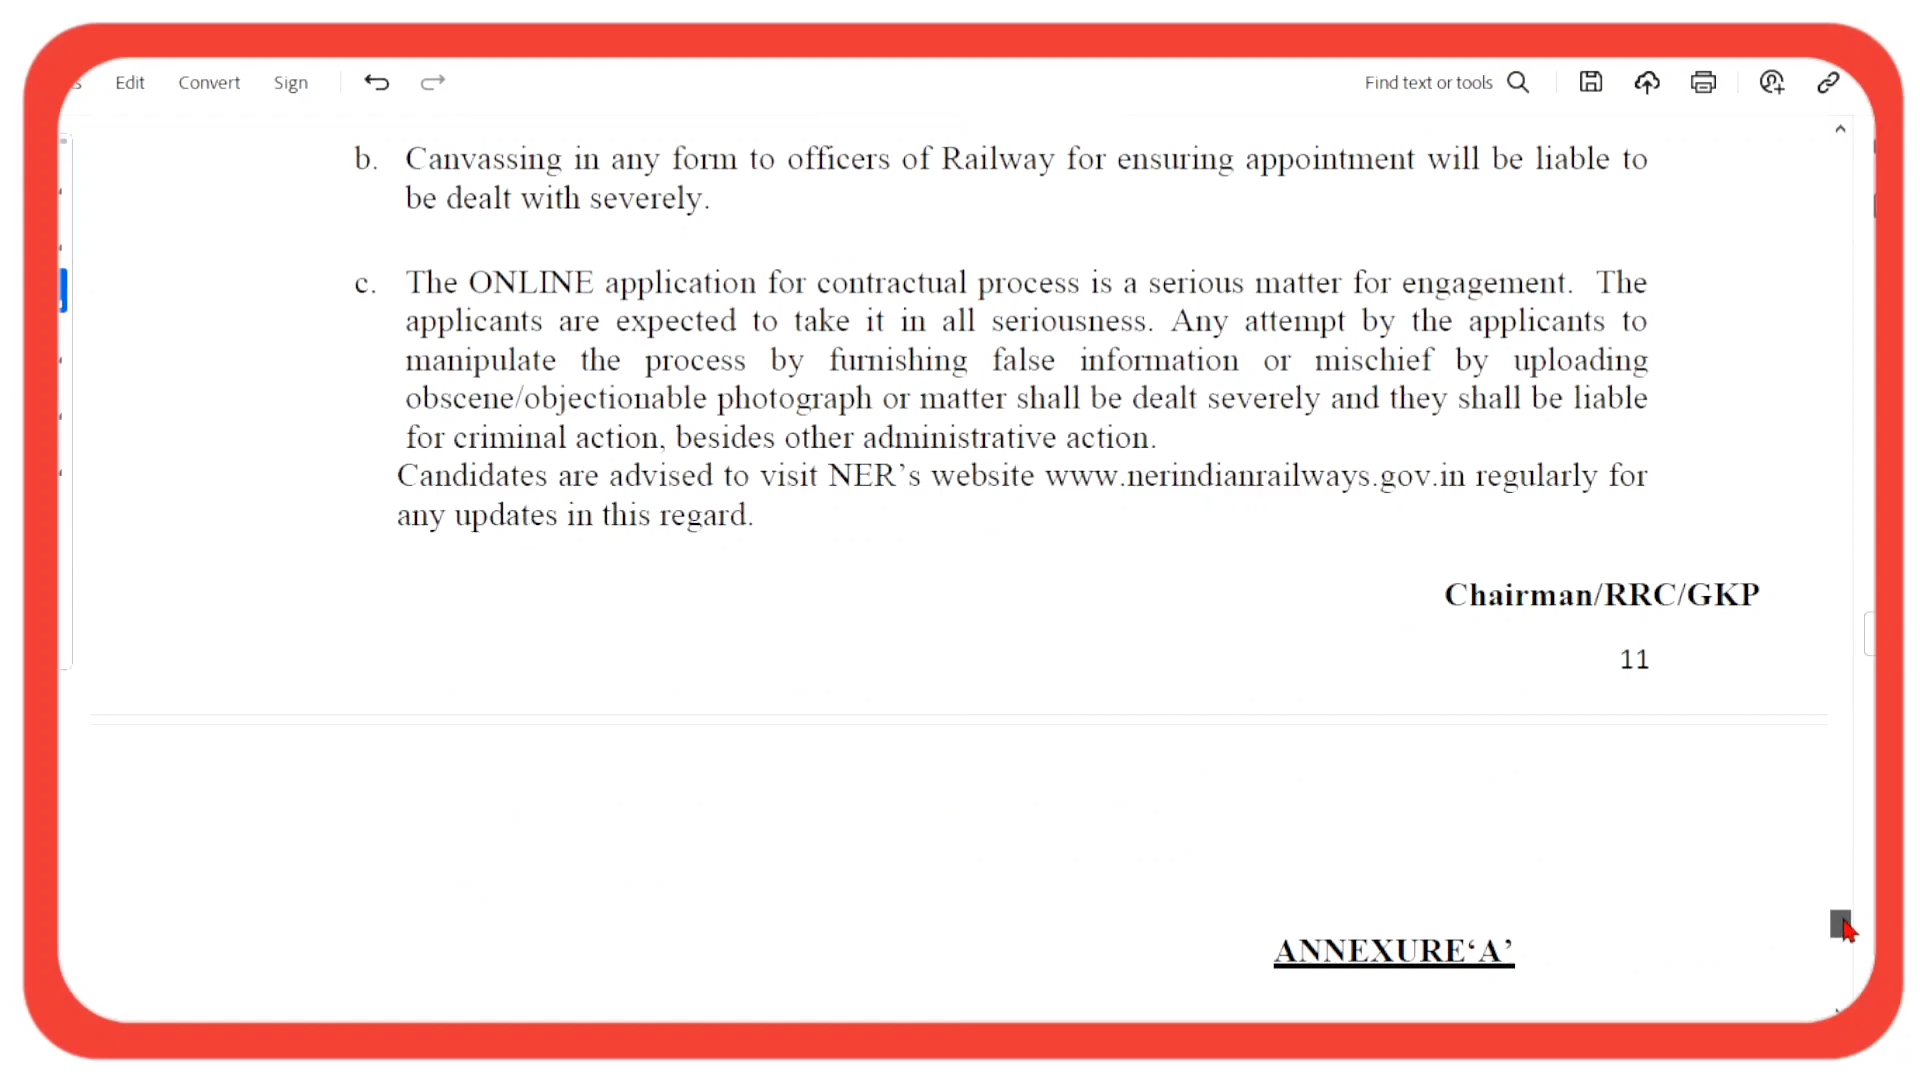 Edit Convert Sign Find text or tools
b. Canvassing in any form to officers of Railway for ensuring appointment will be liable to
be dealt with severely.
c. The ONLINE application for contractual process is a serious matter for engagement. The
applicants are expected to take it in all seriousness. Any attempt by the applicants to
manipulate the process by furnishing false information or mischief by uploading
obscene/objectionable photograph or matter shall be dealt severely and they shall be liable
for criminal action, besides other administrative action.
Candidates are advised to visit NER’s website www.nerindianrailways.gov.in regularly for
any updates in this regard.
Chairman/RRC/GKP
11
ANNEXURE‘A’